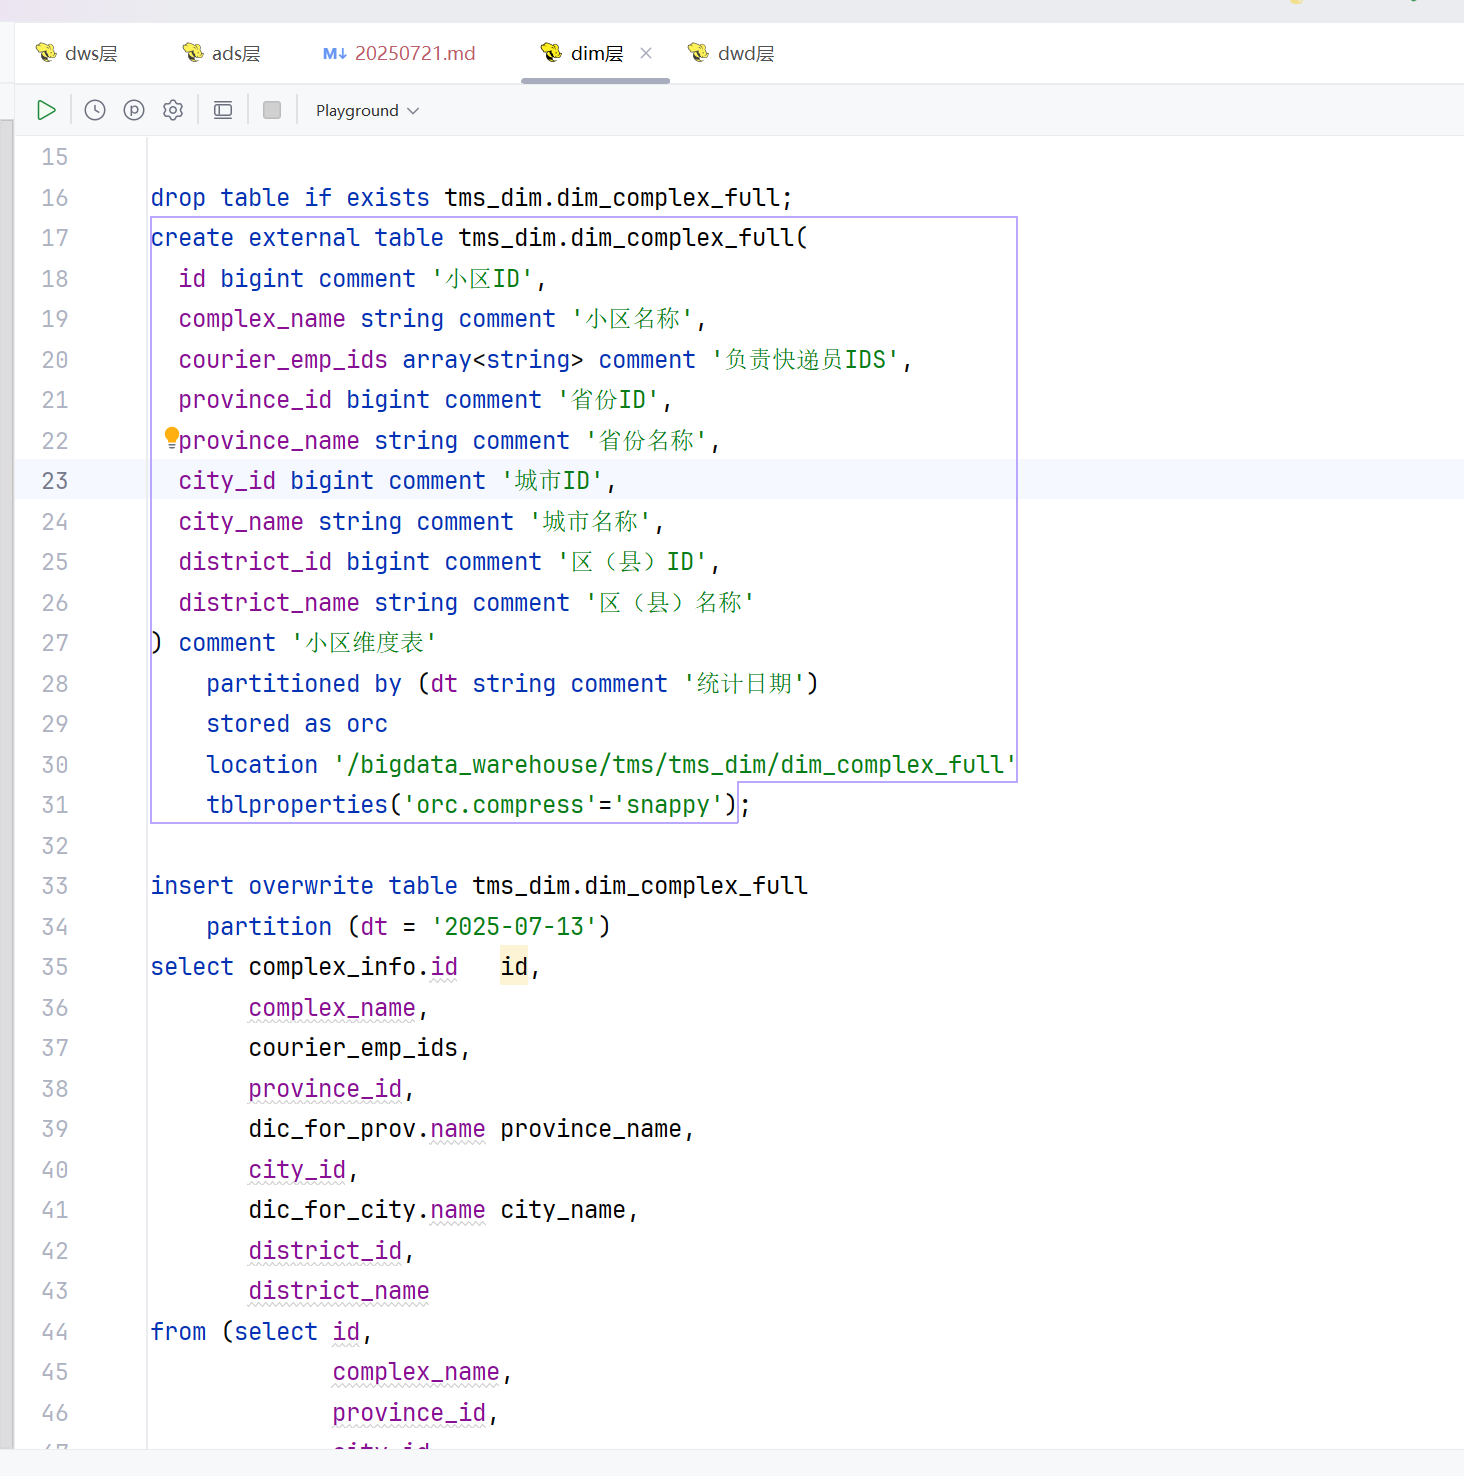 dws层 ads层 M↓ 20250721.md dim层 × dwd层
Playground
15
16 drop table if exists tms_dim.dim_complex_full;
17 create external table tms_dim.dim_complex_full(
18 id bigint comment '小区ID',
19 complex_name string comment '小区名称',
20 courier_emp_ids array<string> comment '负责快递员IDS',
21 province_id bigint comment '省份ID',
22 province_name string comment '省份名称',
23 city_id bigint comment '城市ID',
24 city_name string comment '城市名称',
25 district_id bigint comment '区（县）ID',
26 district_name string comment '区（县）名称'
27 ) comment '小区维度表'
28 partitioned by (dt string comment '统计日期')
29 stored as orc
30 location '/bigdata_warehouse/tms/tms_dim/dim_complex_full'
31 tblproperties('orc.compress'='snappy');
32
33 insert overwrite table tms_dim.dim_complex_full
34 partition (dt = '2025-07-13')
35 select complex_info.id id,
36 complex_name,
37 courier_emp_ids,
38 province_id,
39 dic_for_prov.name province_name,
40 city_id,
41 dic_for_city.name city_name,
42 district_id,
43 district_name
44 from (select id,
45 complex_name,
46 province_id,